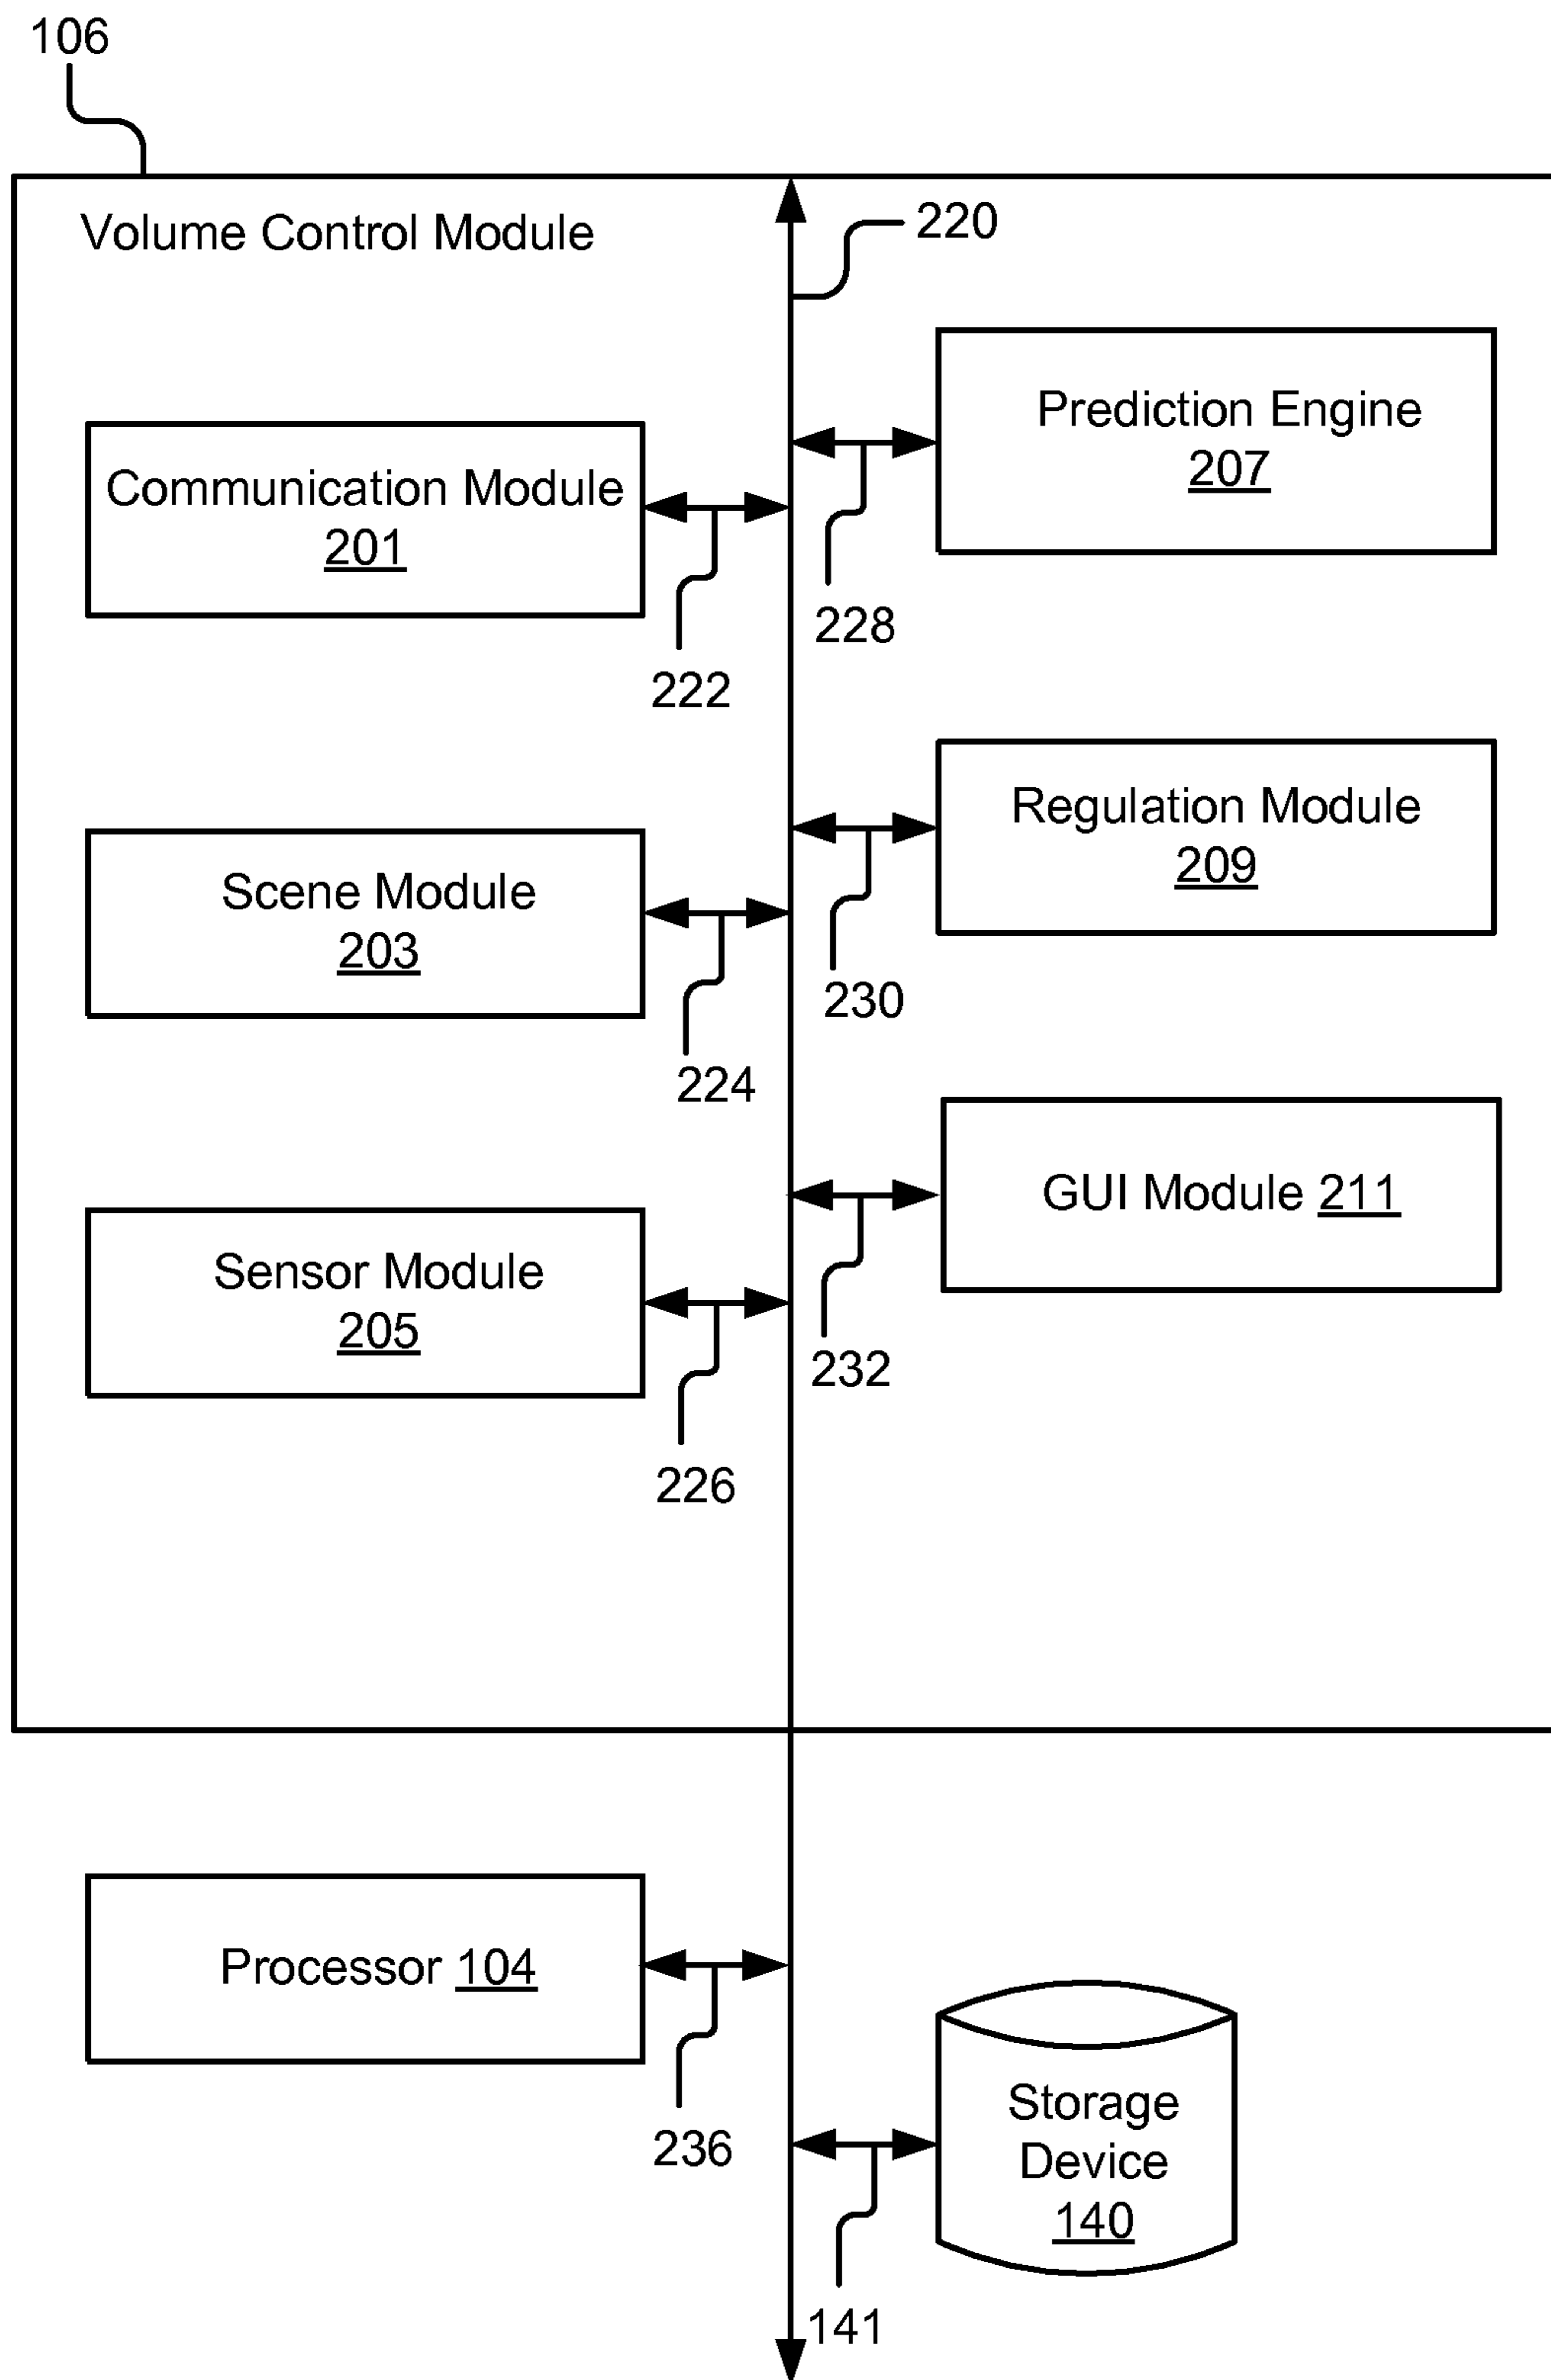 106
Volume Control Module
220
Prediction Engine
207
Communication Module
201
228
222
Regulation Module
209
Scene Module
203
230
224
GUI Module 211
Sensor Module
205
232
226
Processor 104
236
Storage
Device
140
141